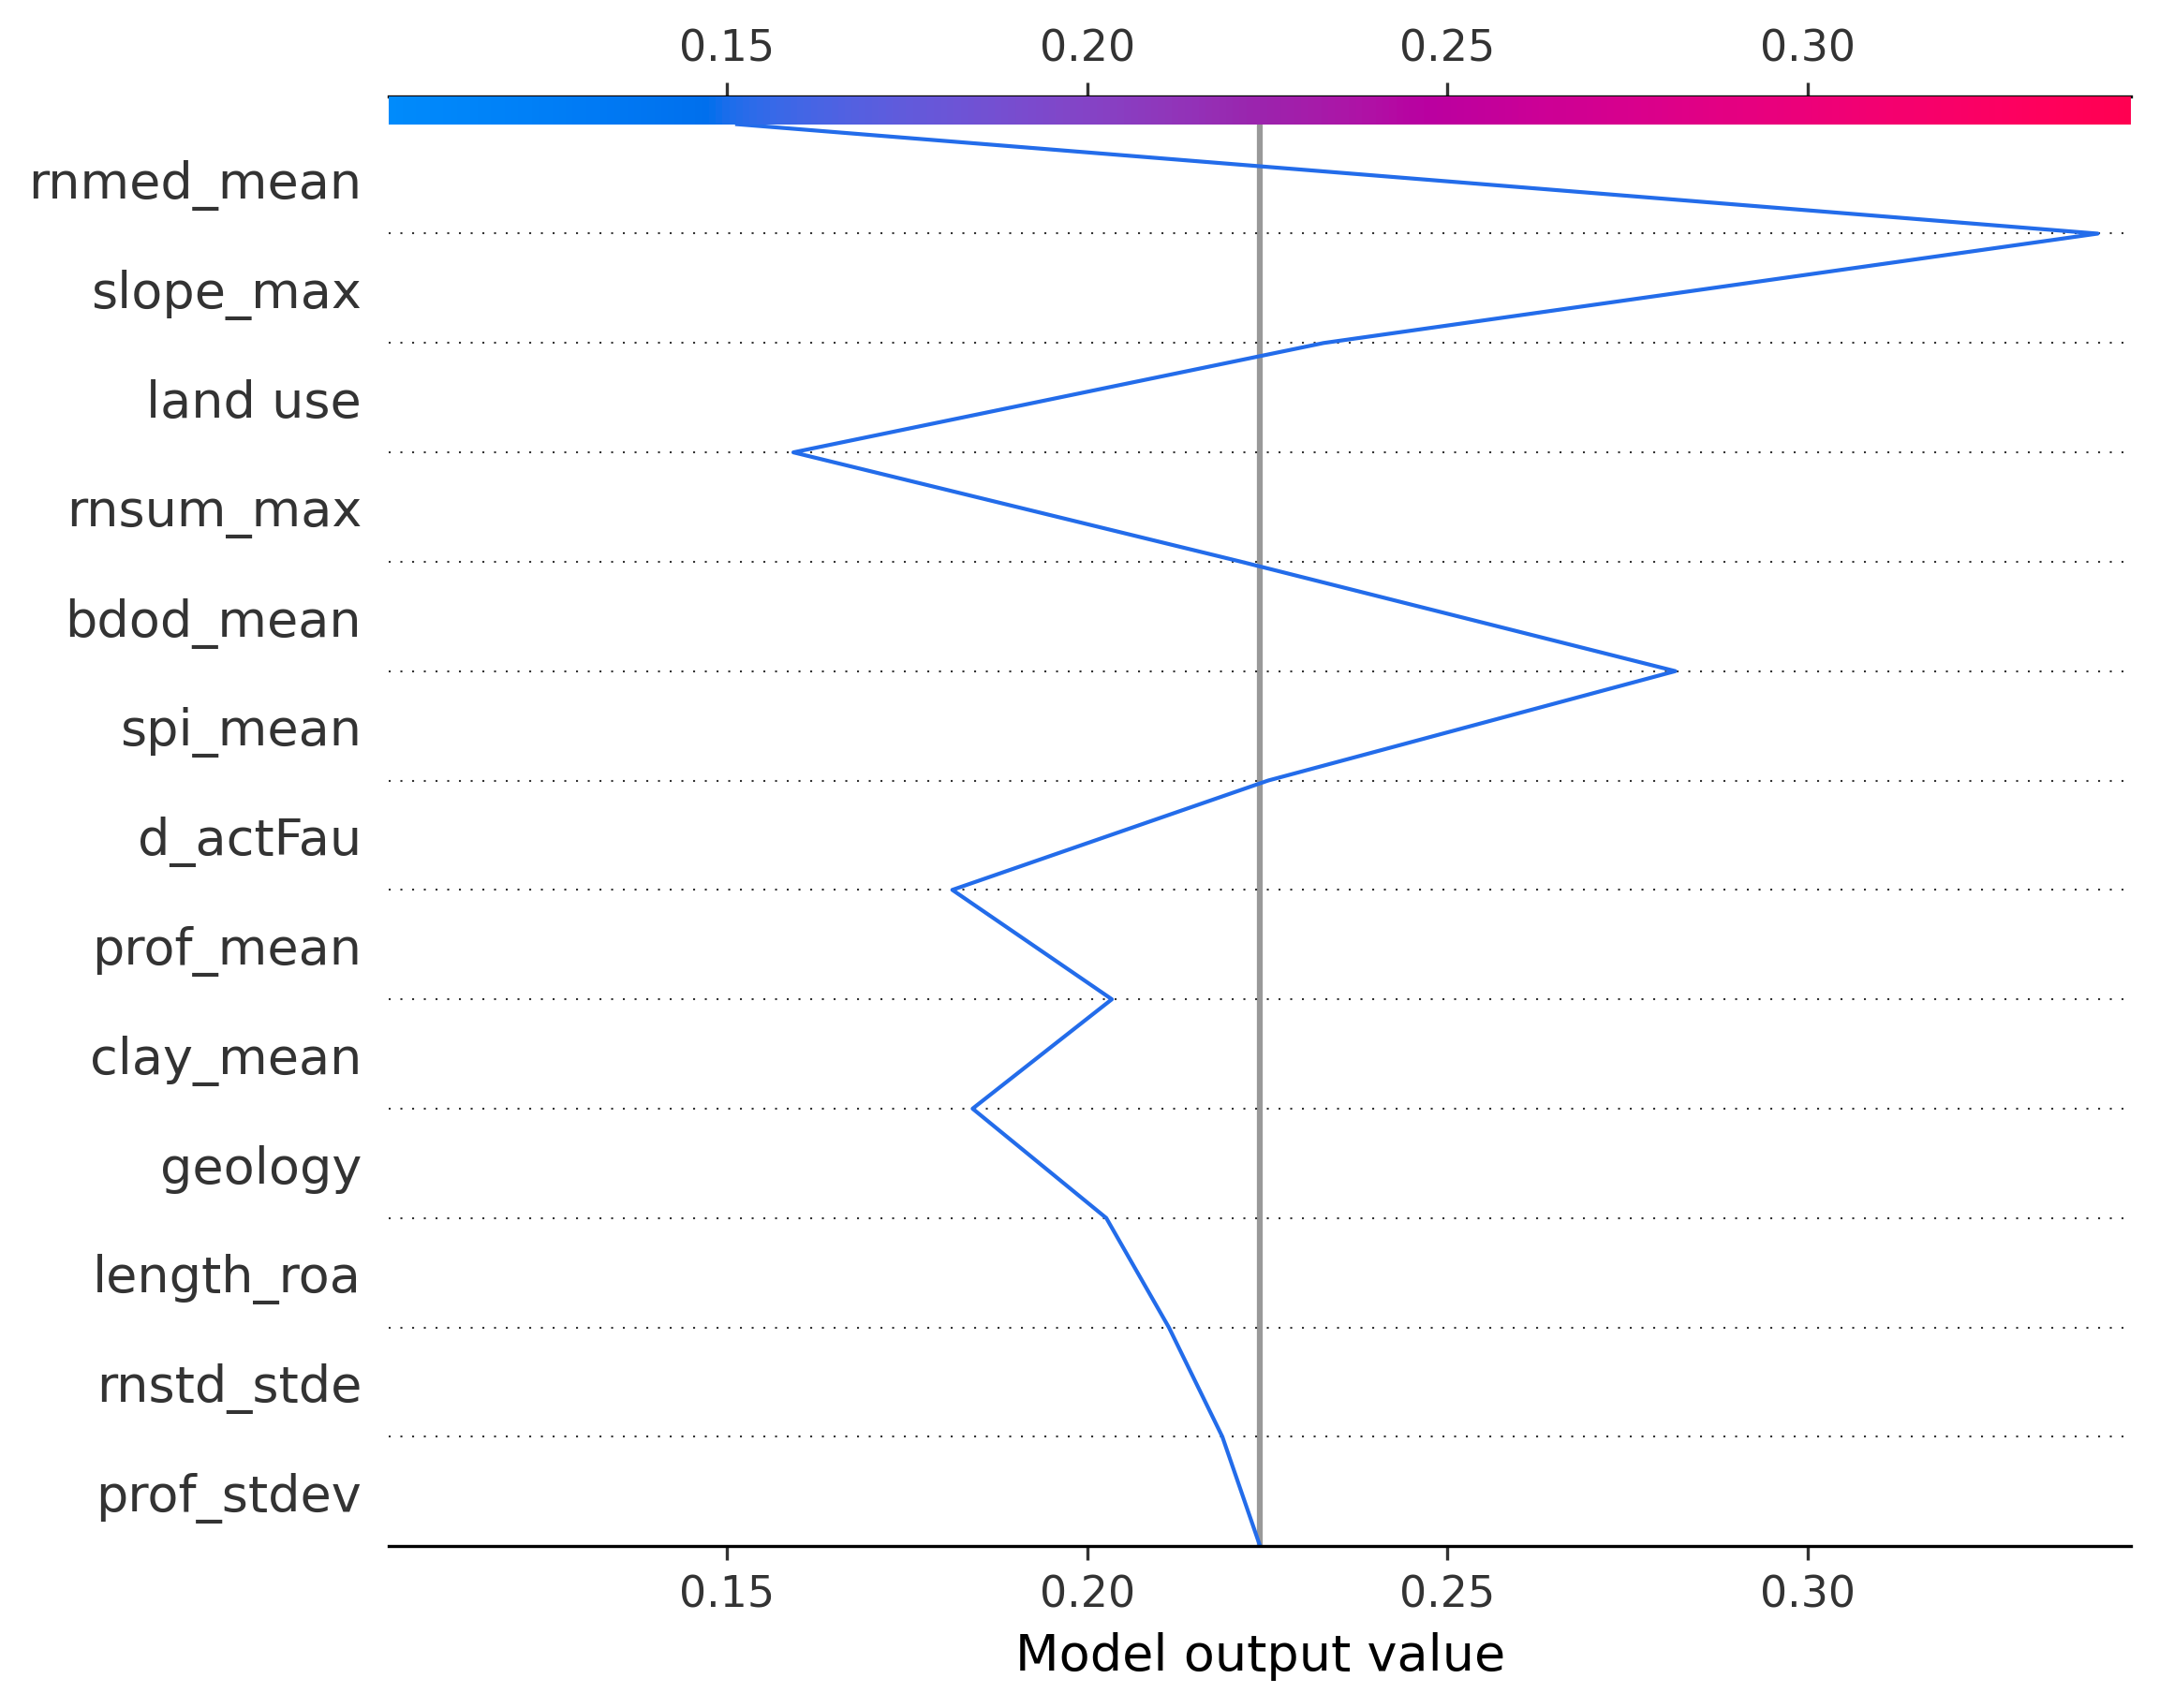 0.15 0.20 0.25 0.30
rnmed_mean
slope_max
land use
rnsum_max
bdod_mean
spi_mean
d_actFau
prof_mean
clay_mean
geology
length_roa
rnstd_stde
prof_stdev
0.15 0.20 0.25 0.30
Model output value